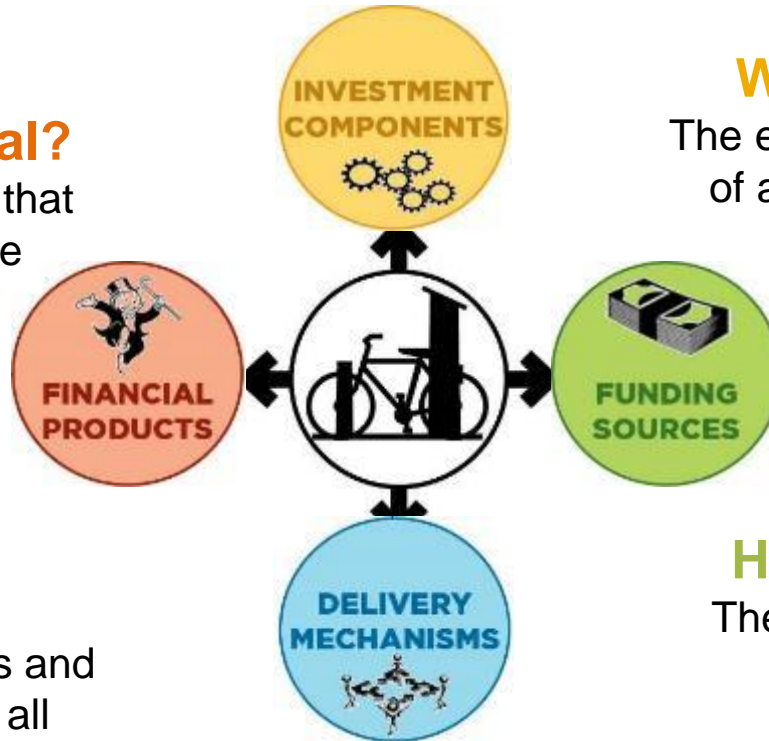 INVESTMENT
COMPONENTS
al?
that
e
W
The e
of a
FINANCIAL
PRODUCTS
FUNDING
SOURCES
DELIVERY
MECHANISMS
s and
all
H
The